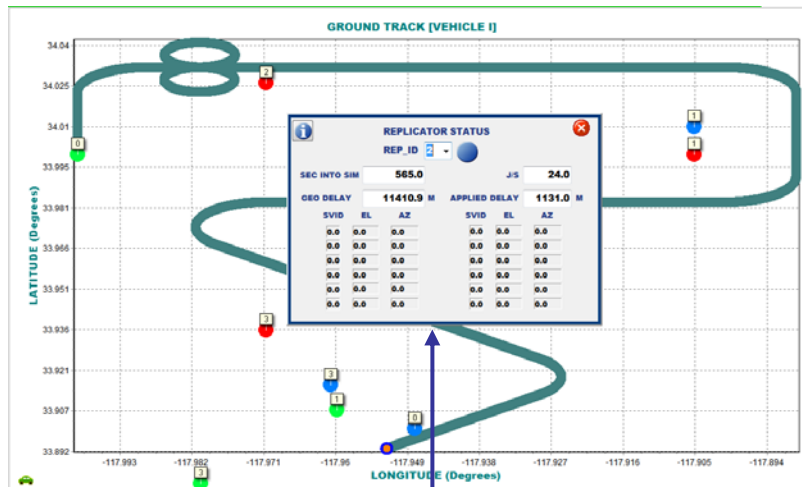 GROUND TRACK [VEHICLE I]
34.04
34.025
34.01
33.995
33.981
33.966
33.951
33.936
33.921
33.907
33.892
LATITUDE (Degrees)
2
0
1
1
3
3
1
0
3
REPLICATOR STATUS
REP_ID 2
SEC INTO SIM 565.0 J/S 24.0
GEO DELAY 11410.9 M APPLIED DELAY 1131.0 M
SVID EL AZ SVID EL AZ
0.0 0.0 0.0 0.0 0.0 0.0
0.0 0.0 0.0 0.0 0.0 0.0
0.0 0.0 0.0 0.0 0.0 0.0
0.0 0.0 0.0 0.0 0.0 0.0
0.0 0.0 0.0 0.0 0.0 0.0
0.0 0.0 0.0 0.0 0.0 0.0
-117.993 -117.982 -117.971 -117.96 -117.949 -117.938 -117.927 -117.916 -117.905 -117.894
LONGITUDE (Degrees)